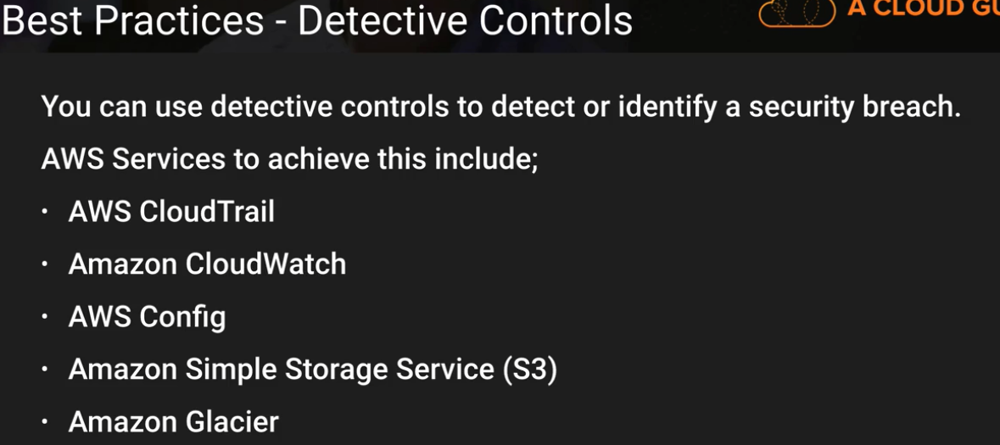 Best Practices - Detective Controls
A CLOUD GU
You can use detective controls to detect or identify a security breach.
AWS Services to achieve this include;
· AWS CloudTrail
· Amazon CloudWatch
· AWS Config
· Amazon Simple Storage Service (S3)
· Amazon Glacier